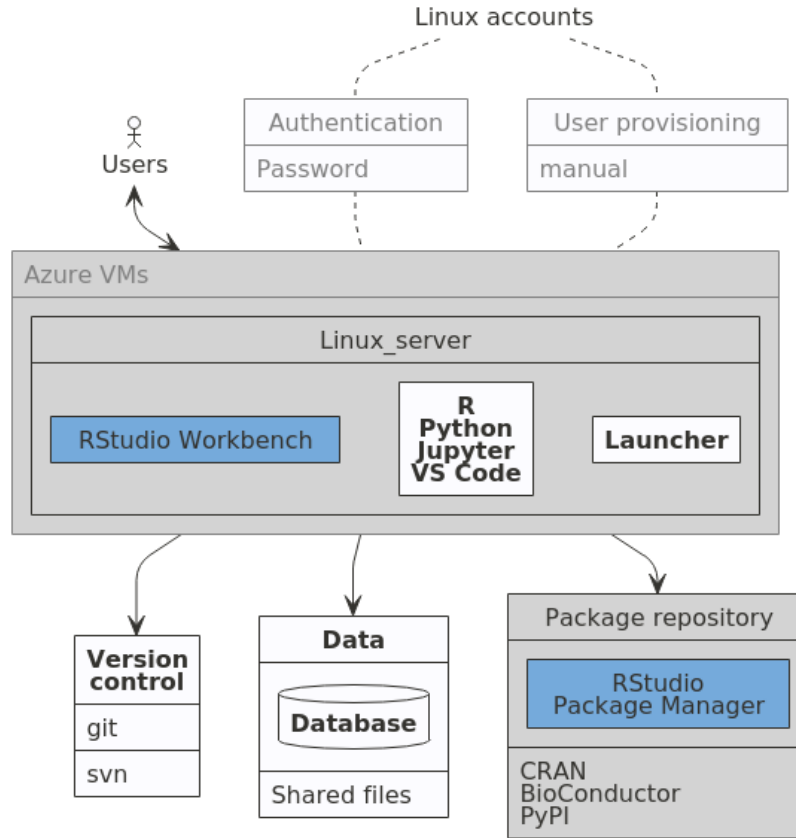 Linux accounts
Authentication
Password
User provisioning
manual
Users
Azure VMs
Linux_server
RStudio Workbench
R
Python
Jupyter
VS Code
Launcher
Version
control
git
svn
Data
Database
Shared files
Package repository
RStudio
Package Manager
CRAN
BioConductor
PyPI